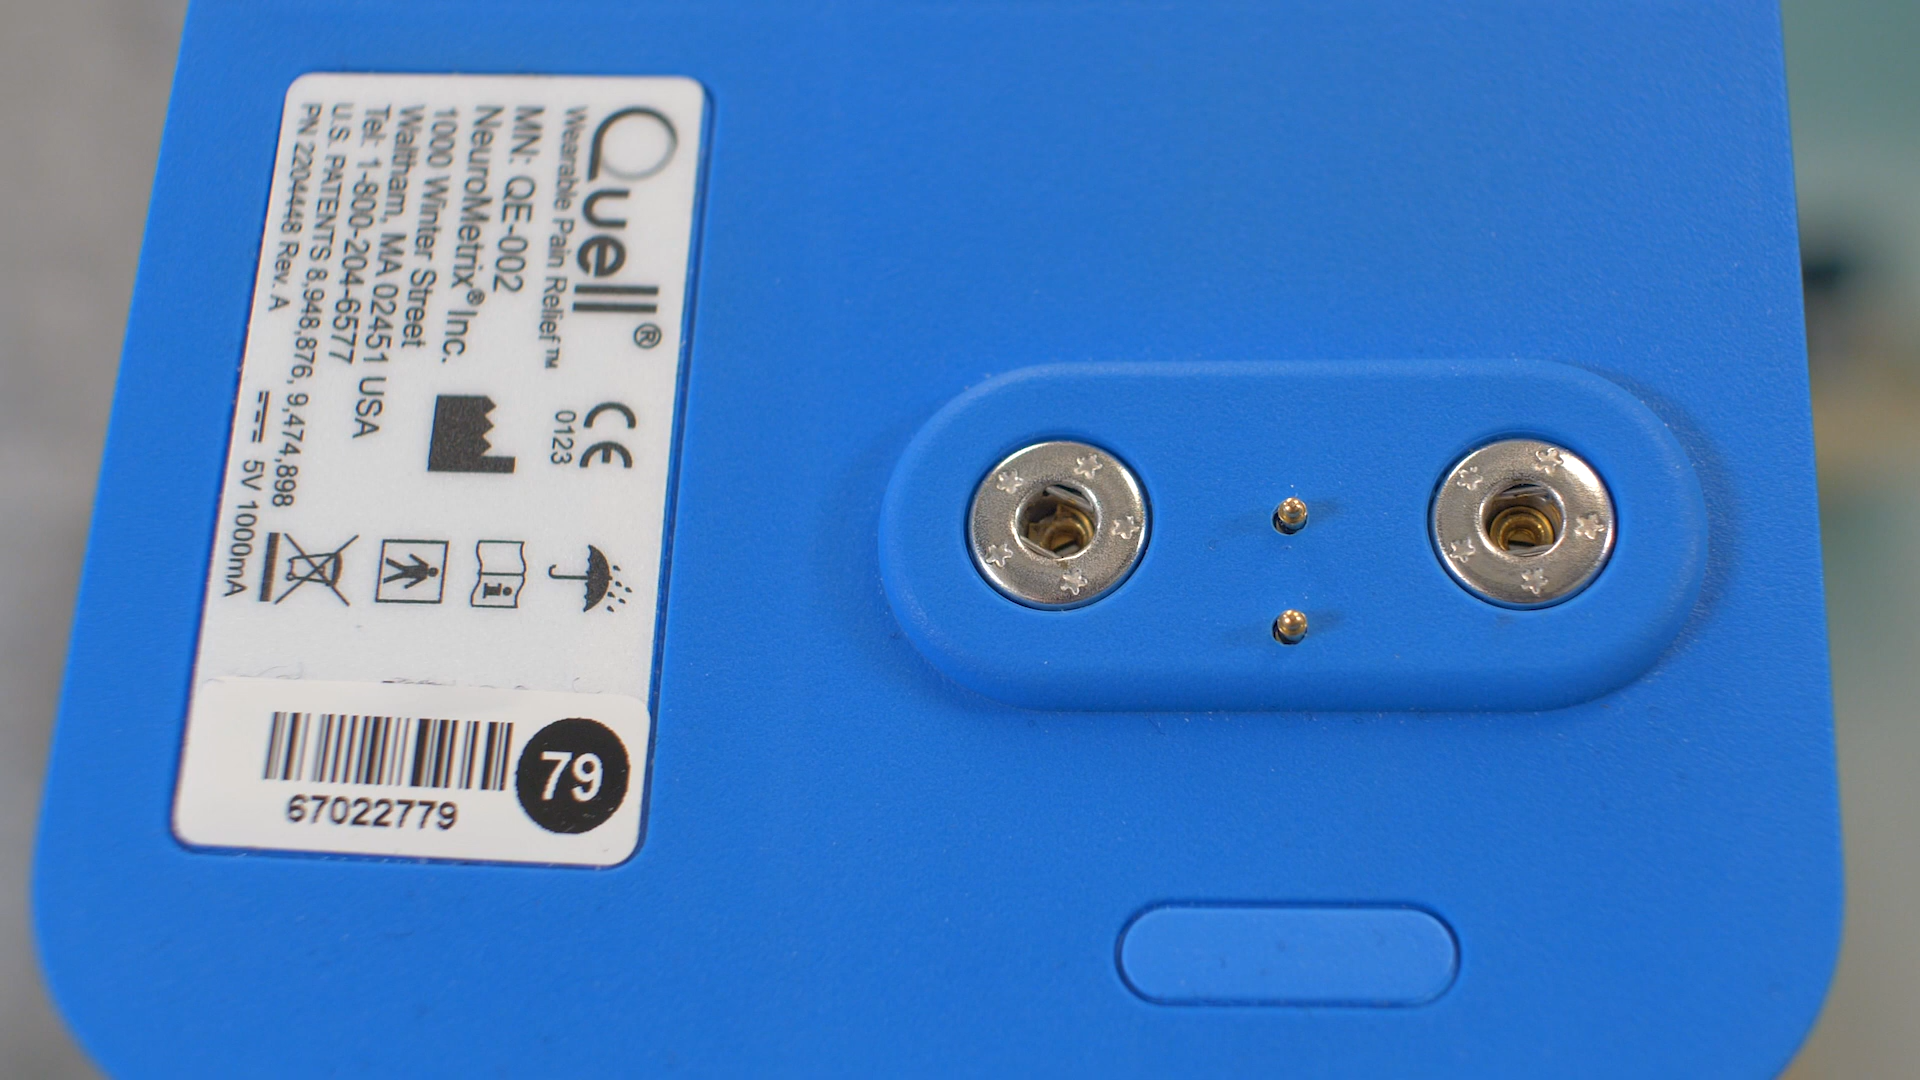 Quell®
Wearable Pain Relief™
MN: QE-002
NeuroMetrix® Inc.
1000 Winter Street
Waltham, MA 02451 USA
Tel: 1-800-204-6577
U.S. PATENTS 8,948,876, 9,474,898
PN 2204448 Rev. A
5V 1000mA
CE
0123
i
67022779
79